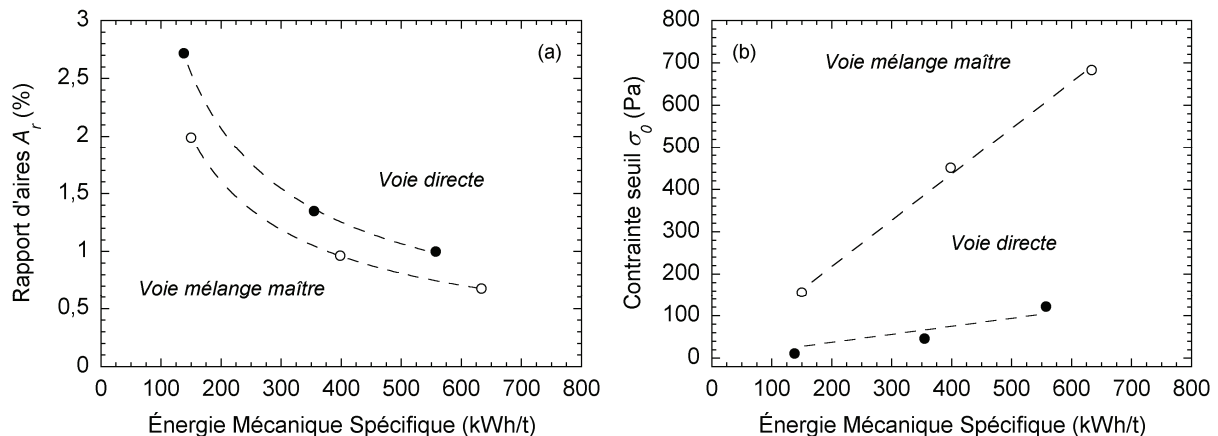 3
2,5
2
1,5
1
0,5
0
Rapport d'aires A_r (%)
(a)
Voie directe
Voie mélange maître
0 100 200 300 400 500 600 700 800
Énergie Mécanique Spécifique (kWh/t)
800
700
600
500
400
300
200
100
0
Contrainte seuil σ_0 (Pa)
(b)
Voie mélange maître
Voie directe
0 100 200 300 400 500 600 700 800
Énergie Mécanique Spécifique (kWh/t)